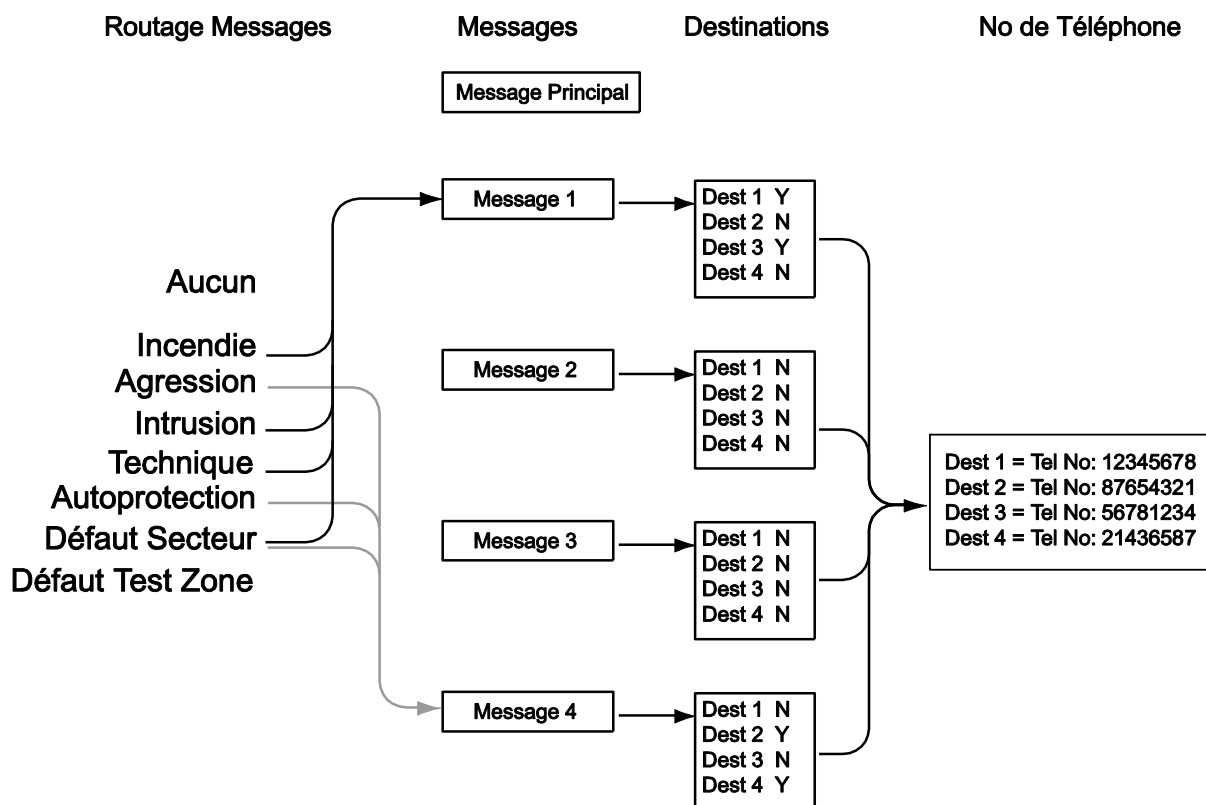 Routage Messages
Messages
Destinations
No de Téléphone
Message Principal
Aucun
Incendie
Agression
Intrusion
Technique
Autoprotection
Défaut Secteur
Défaut Test Zone
Message 1
Dest 1 Y
Dest 2 N
Dest 3 Y
Dest 4 N
Message 2
Dest 1 N
Dest 2 N
Dest 3 N
Dest 4 N
Message 3
Dest 1 N
Dest 2 N
Dest 3 N
Dest 4 N
Message 4
Dest 1 N
Dest 2 Y
Dest 3 N
Dest 4 Y
Dest 1 = Tel No: 12345678
Dest 2 = Tel No: 87654321
Dest 3 = Tel No: 56781234
Dest 4 = Tel No: 21436587